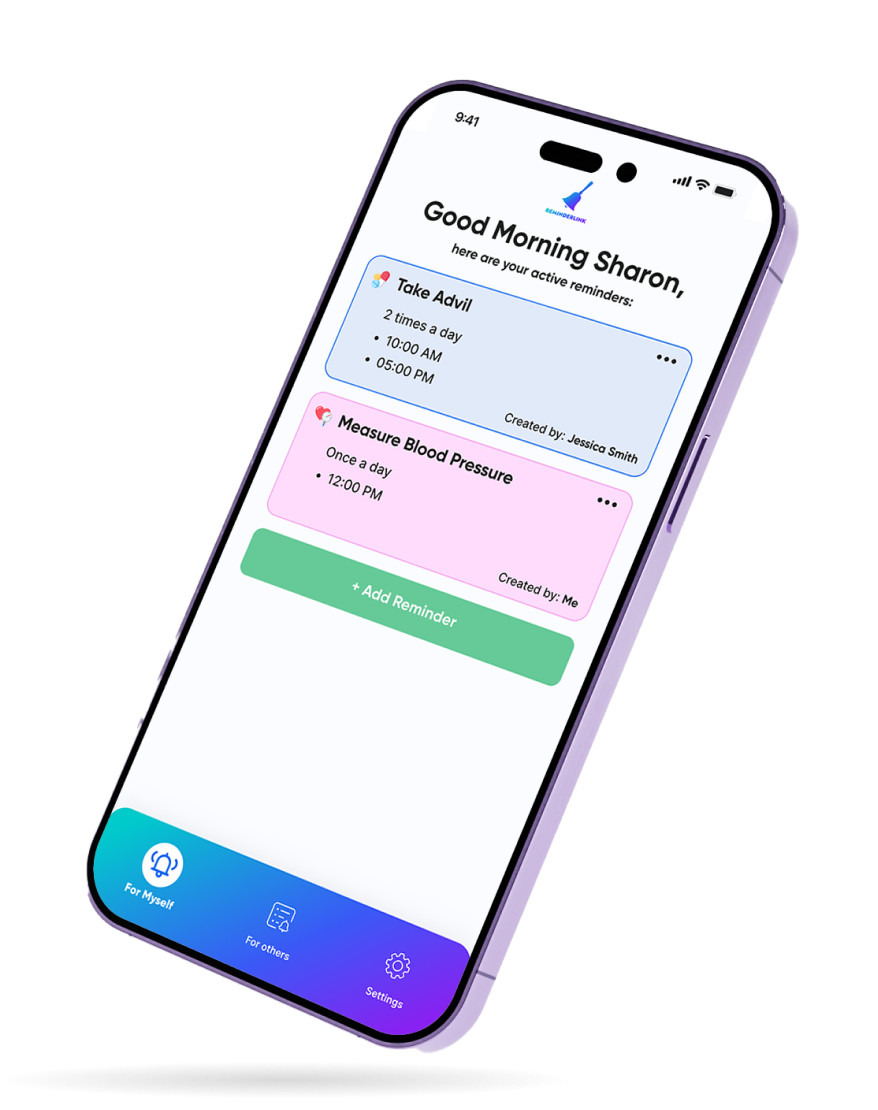 9:41
REMINDERLINK
Good Morning Sharon,
here are your active reminders:
Take Advil
2 times a day
• 10:00 AM
• 05:00 PM
Created by: Jessica Smith
Measure Blood Pressure
Once a day
• 12:00 PM
Created by: Me
+ Add Reminder
For Myself
For others
Settings